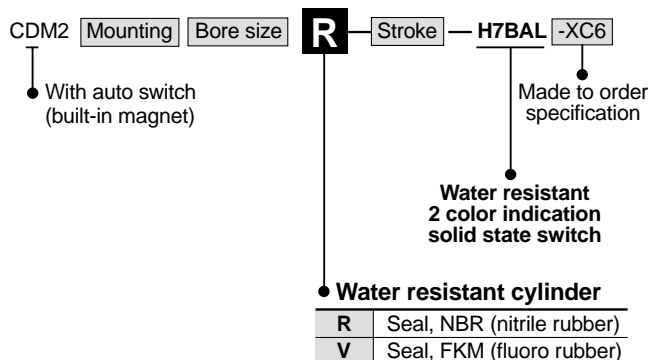 CDM2 Mounting Bore size R Stroke H7BAL -XC6
With auto switch
(built-in magnet)
Made to order
specification
Water resistant
2 color indication
solid state switch
Water resistant cylinder
R Seal, NBR (nitrile rubber)
V Seal, FKM (fluoro rubber)